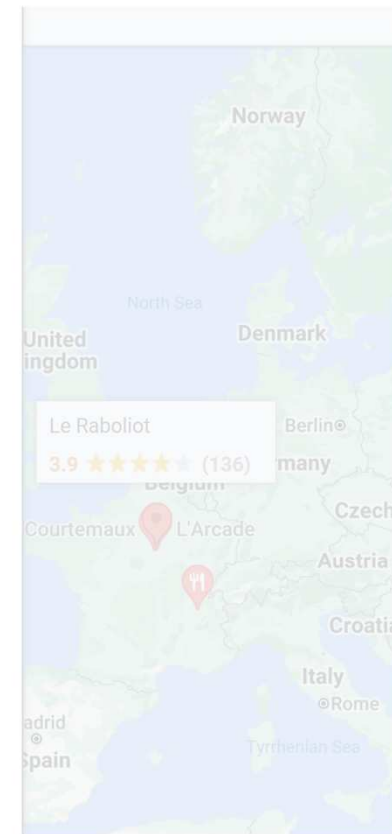 Norway
North Sea
United
ingdom
Denmark
Le Raboliot
3.9 (136)
Berlin
many
Belgium
Czech
Courtemaux
L'Arcade
Austria
Croatia
Italy
Rome
adrid
Spain
Tyrrhenian Sea